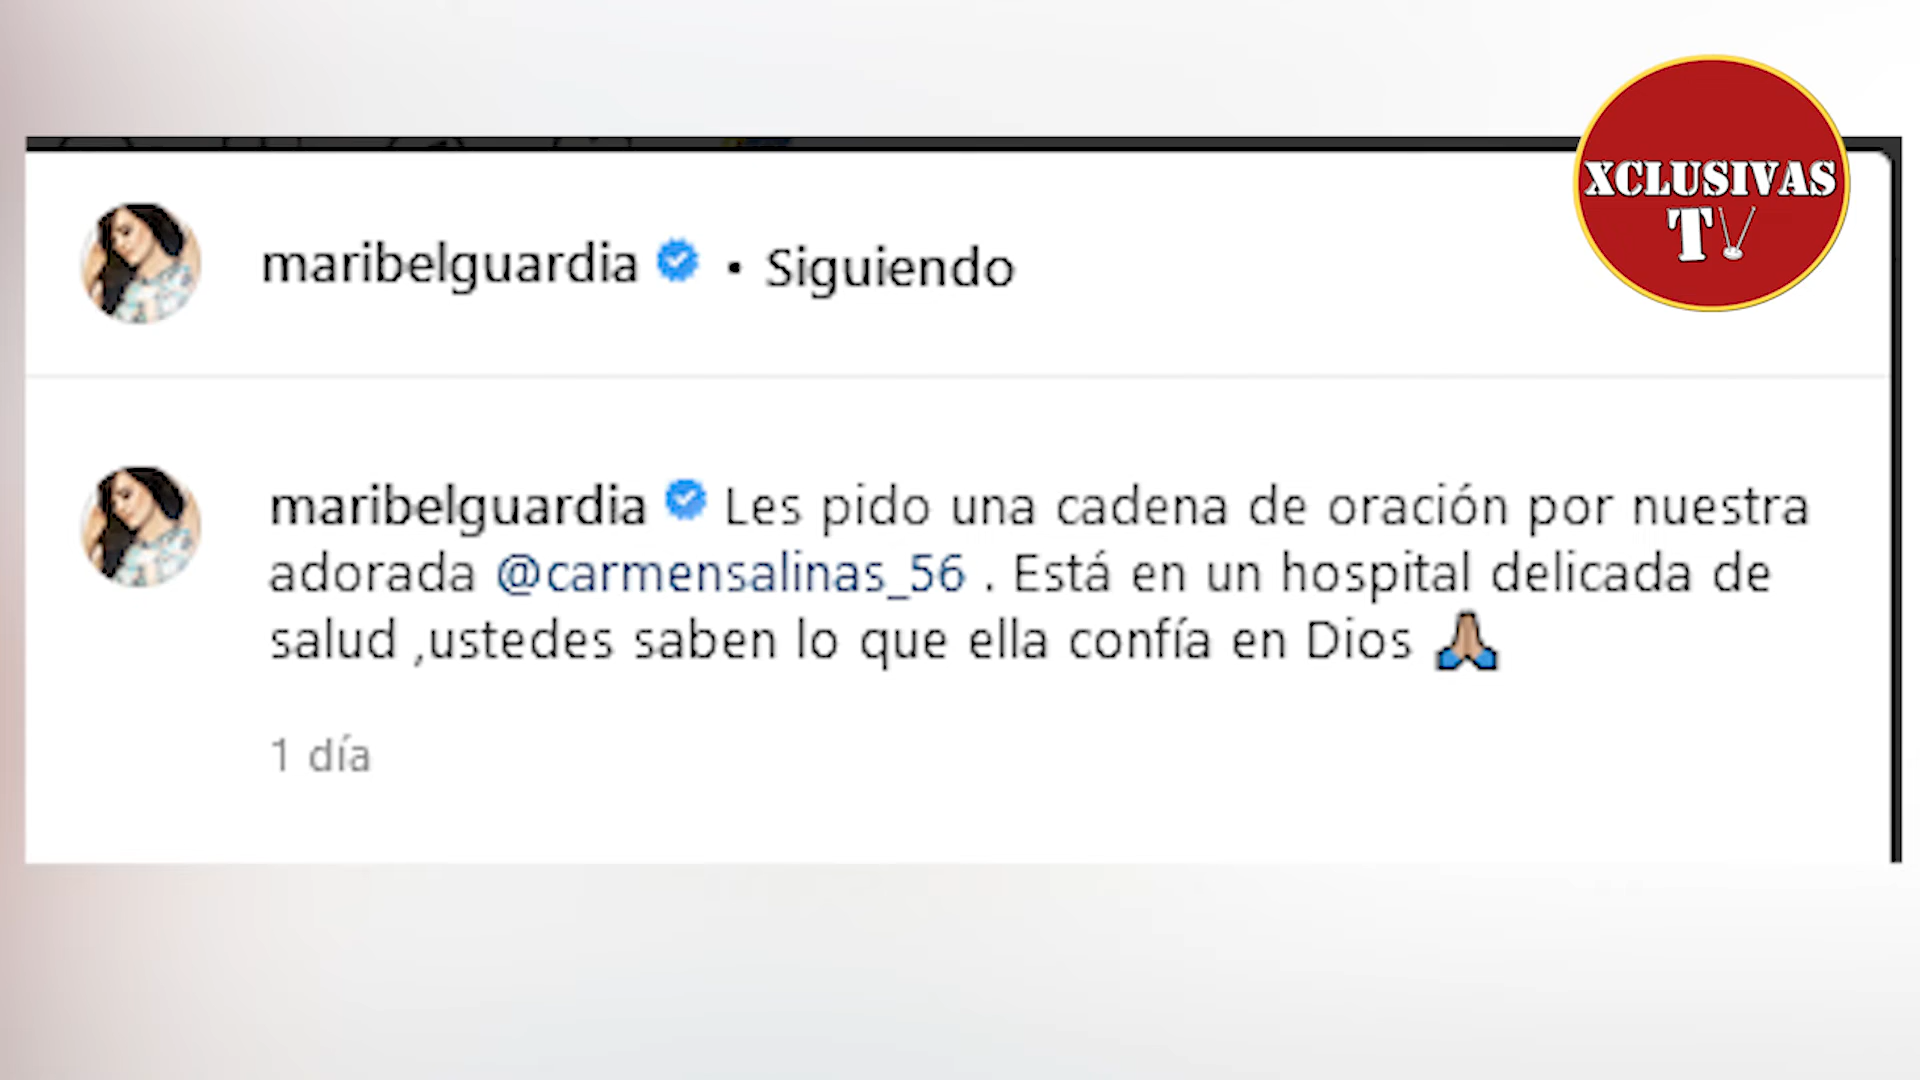 XCLUSIVAS
TV
maribelguardia • Siguiendo
maribelguardia Les pido una cadena de oración por nuestra
adorada @carmensalinas_56 . Está en un hospital delicada de
salud ,ustedes saben lo que ella confía en Dios 🙏🏽
1 día